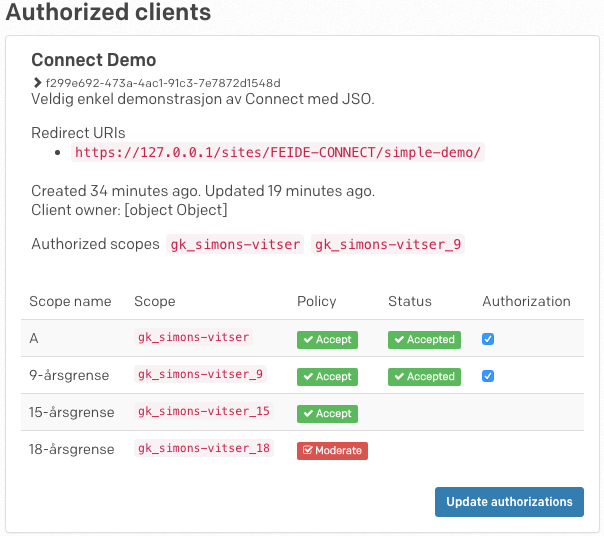 Authorized clients
Connect Demo
f299e692-473a-4ac1-91c3-7e7872d1548d
Veldig enkel demonstrasjon av Connect med JSO.
Redirect URIs
• https://127.0.0.1/sites/FEIDE-CONNECT/simple-demo/
Created 34 minutes ago. Updated 19 minutes ago.
Client owner: [object Object]
Authorized scopes gk_simons-vitser gk_simons-vitser_9
Scope name Scope Policy Status Authorization
A gk_simons-vitser Accept Accepted
9-årsgrense gk_simons-vitser_9 Accept Accepted
15-årsgrense gk_simons-vitser_15 Accept
18-årsgrense gk_simons-vitser_18 Moderate
Update authorizations